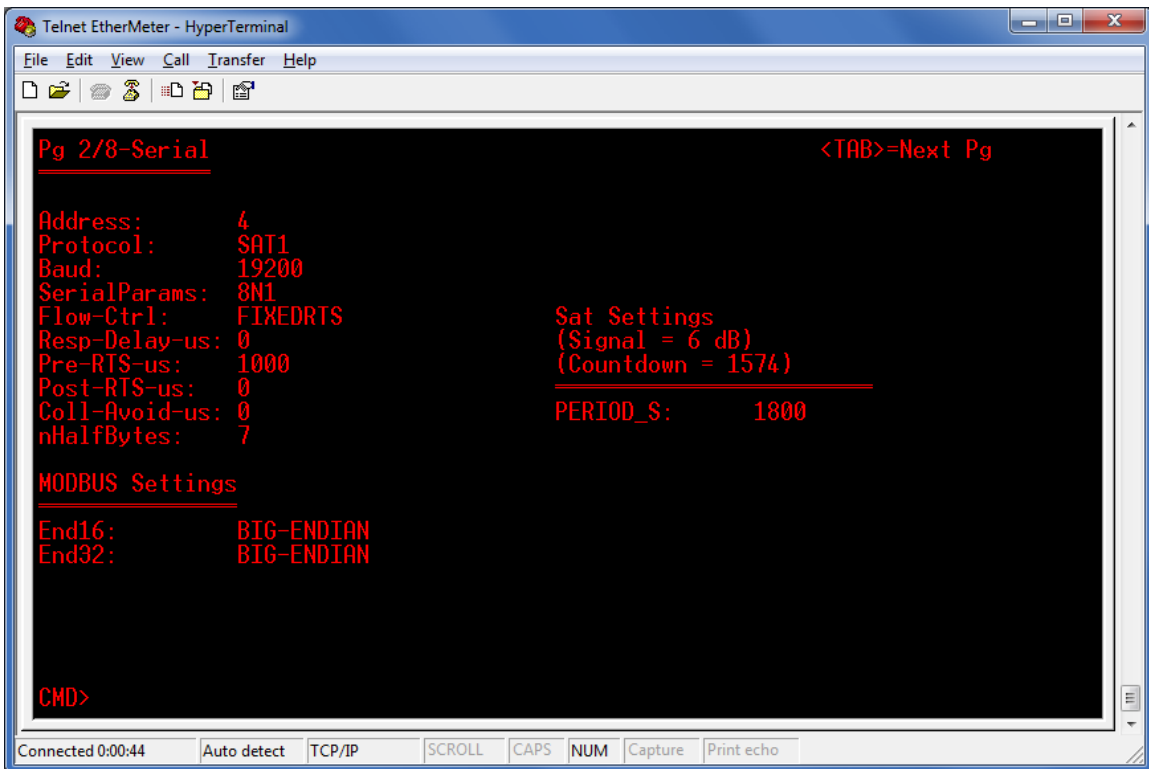 Telnet EtherMeter - HyperTerminal
File Edit View Call Transfer Help
Pg 2/8-Serial <TAB>=Next Pg
Address: 4
Protocol: SAT1
Baud: 19200
SerialParams: 8N1
Flow-Ctrl: FIXEDRTS Sat Settings
Resp-Delay-us: 0 (Signal = 6 dB)
Pre-RTS-us: 1000 (Countdown = 1574)
Post-RTS-us: 0
Coll-Avoid-us: 0 PERIOD_S: 1800
nHalfBytes: 7
MODBUS Settings
End16: BIG-ENDIAN
End32: BIG-ENDIAN
CMD>
Connected 0:00:44 Auto detect TCP/IP SCROLL CAPS NUM Capture Print echo